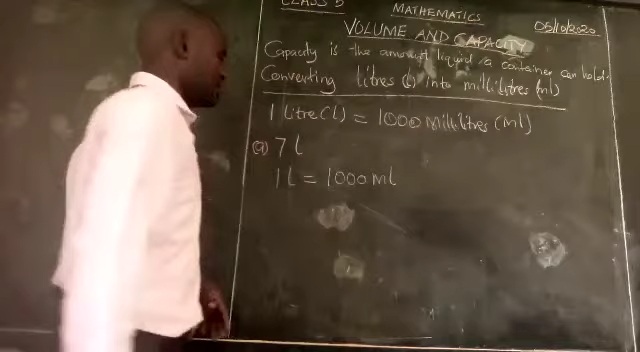 CLASS 5 MATHEMATICS 05/10/2020
VOLUME AND CAPACITY
Capacity is the amount liquid a container can hold.
Converting litres (l) into millilitres (ml)
1 litre (l) = 1000 millilitres (ml)
(a) 7 l
1 l = 1000 ml